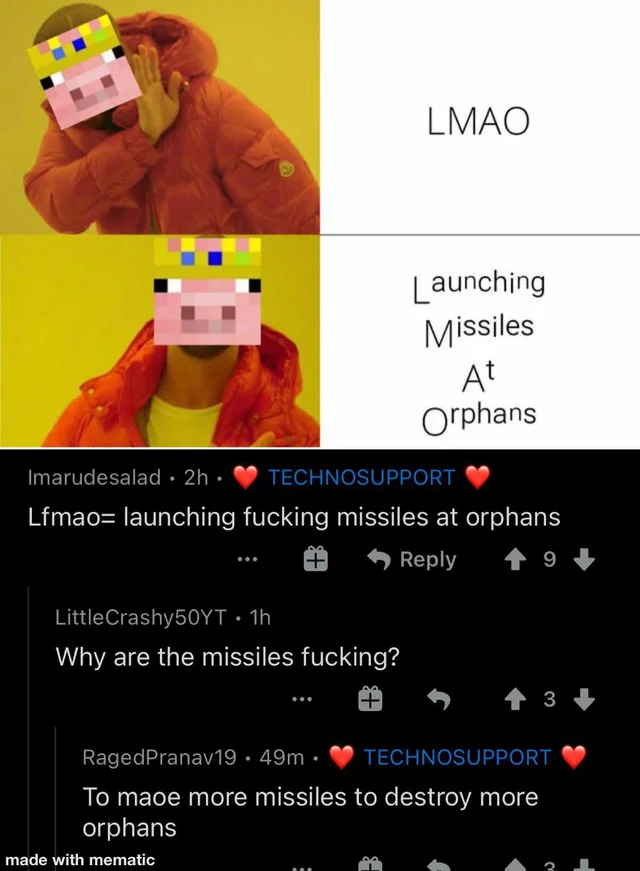 LMAO
Launching
Missiles
At
Orphans
Imarudesalad • 2h • ❤️ TECHNOSUPPORT ❤️
Lfmao= launching fucking missiles at orphans
... Reply 9
LittleCrashy50YT • 1h
Why are the missiles fucking?
... 3
RagedPranav19 • 49m • ❤️ TECHNOSUPPORT ❤️
To maoe more missiles to destroy more
orphans
... 3
made with mematic